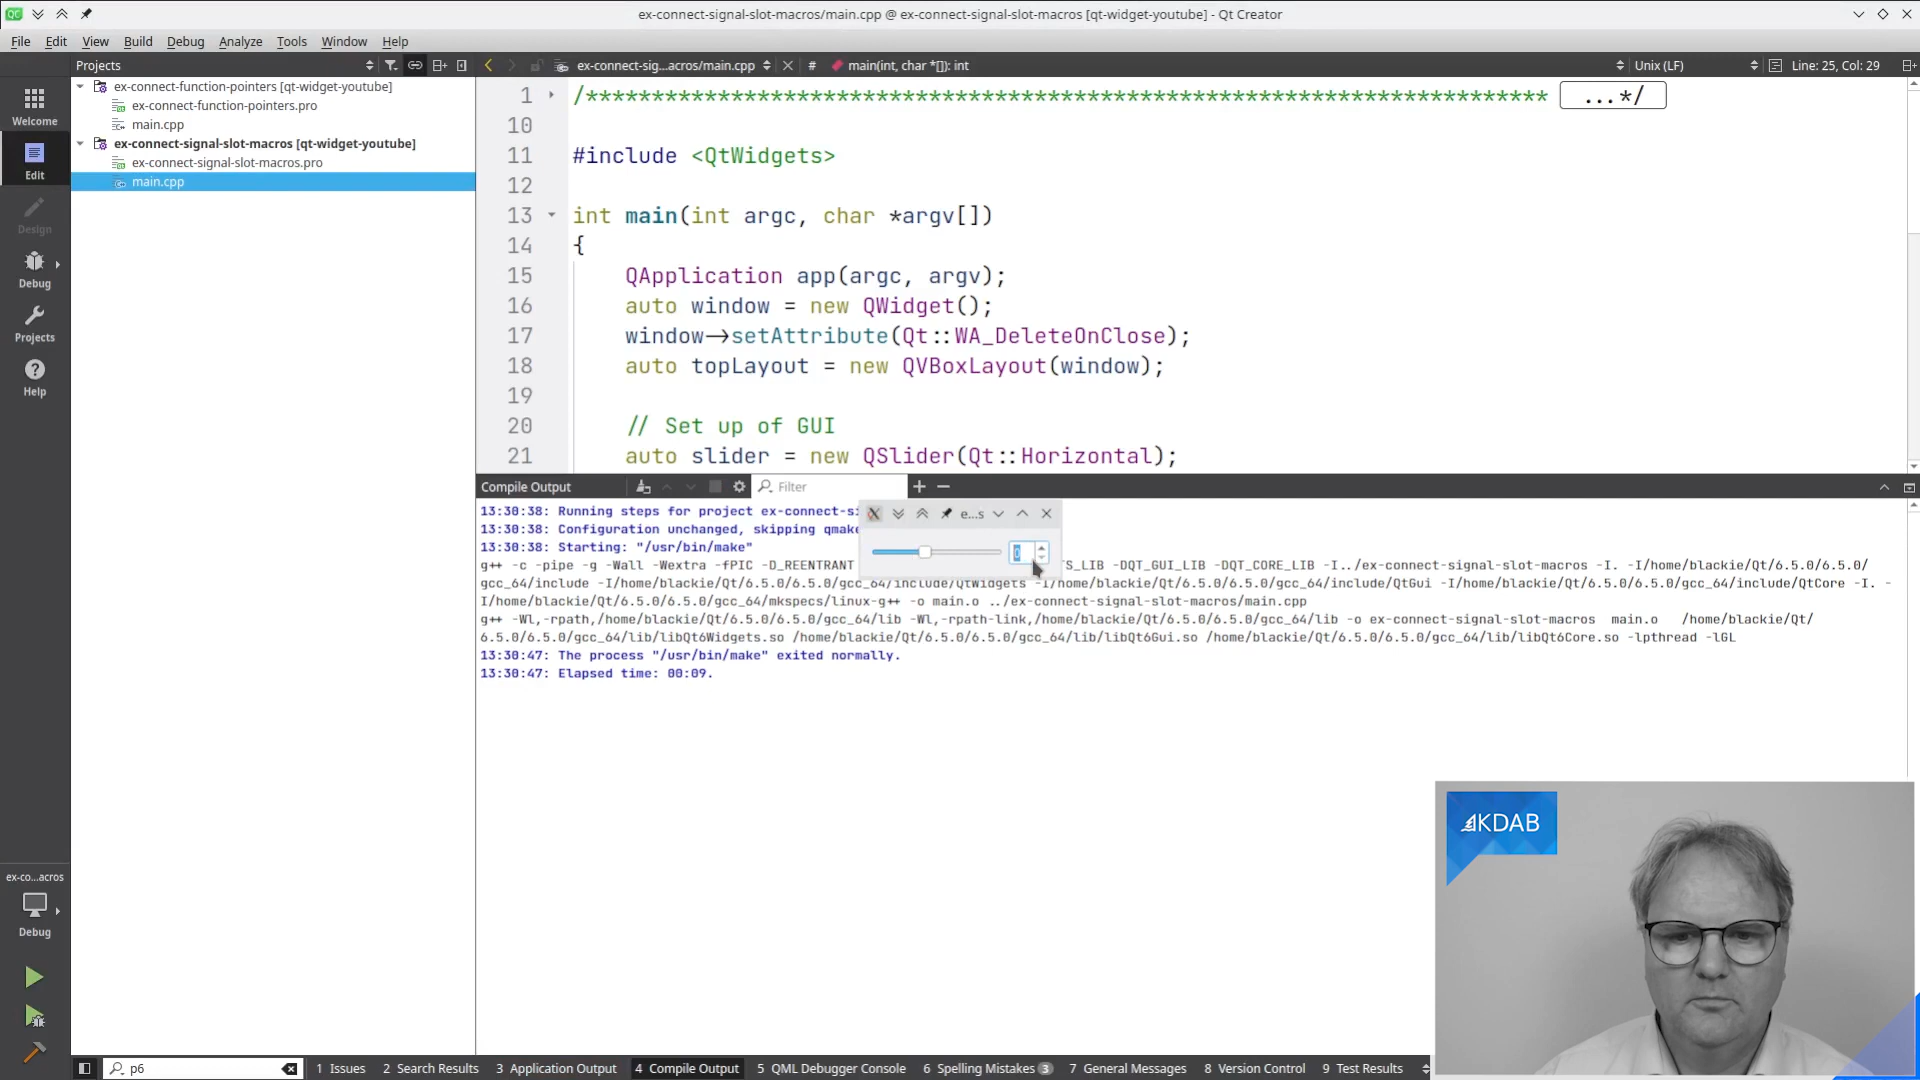 ex-connect-signal-slot-macros/main.cpp @ ex-connect-signal-slot-macros [qt-widget-youtube] - Qt Creator
File Edit View Build Debug Analyze Tools Window Help
Projects
ex-connect-sig...acros/main.cpp
# main(int, char *[]): int
Unix (LF)
Line: 25, Col: 29
Welcome
Edit
Design
Debug
Projects
Help
ex-connect-function-pointers [qt-widget-youtube]
ex-connect-function-pointers.pro
main.cpp
ex-connect-signal-slot-macros [qt-widget-youtube]
ex-connect-signal-slot-macros.pro
main.cpp
1 /************************************************************************* ...*/
10
11 #include <QtWidgets>
12
13 int main(int argc, char *argv[])
14 {
15 QApplication app(argc, argv);
16 auto window = new QWidget();
17 window->setAttribute(Qt::WA_DeleteOnClose);
18 auto topLayout = new QVBoxLayout(window);
19
20 // Set up of GUI
21 auto slider = new QSlider(Qt::Horizontal);
Compile Output
Filter
e...s
0
13:30:38: Running steps for project ex-connect-si
13:30:38: Configuration unchanged, skipping qmake
13:30:38: Starting: "/usr/bin/make"
g++ -c -pipe -g -Wall -Wextra -fPIC -D_REENTRANT TS_LIB -DQT_GUI_LIB -DQT_CORE_LIB -I../ex-connect-signal-slot-macros -I. -I/home/blackie/Qt/6.5.0/6.5.0/
gcc_64/include -I/home/blackie/Qt/6.5.0/6.5.0/gcc_64/include/QtWidgets -I/home/blackie/Qt/6.5.0/6.5.0/gcc_64/include/QtGui -I/home/blackie/Qt/6.5.0/6.5.0/gcc_64/include/QtCore -I. -
I/home/blackie/Qt/6.5.0/6.5.0/gcc_64/mkspecs/linux-g++ -o main.o ../ex-connect-signal-slot-macros/main.cpp
g++ -Wl,-rpath,/home/blackie/Qt/6.5.0/6.5.0/gcc_64/lib -Wl,-rpath-link,/home/blackie/Qt/6.5.0/6.5.0/gcc_64/lib -o ex-connect-signal-slot-macros main.o /home/blackie/Qt/
6.5.0/6.5.0/gcc_64/lib/libQt6Widgets.so /home/blackie/Qt/6.5.0/6.5.0/gcc_64/lib/libQt6Gui.so /home/blackie/Qt/6.5.0/6.5.0/gcc_64/lib/libQt6Core.so -lpthread -lGL
13:30:47: The process "/usr/bin/make" exited normally.
13:30:47: Elapsed time: 00:09.
KDAB
ex-co...acros
Debug
p6
1 Issues 2 Search Results 3 Application Output 4 Compile Output 5 QML Debugger Console 6 Spelling Mistakes 3 7 General Messages 8 Version Control 9 Test Results